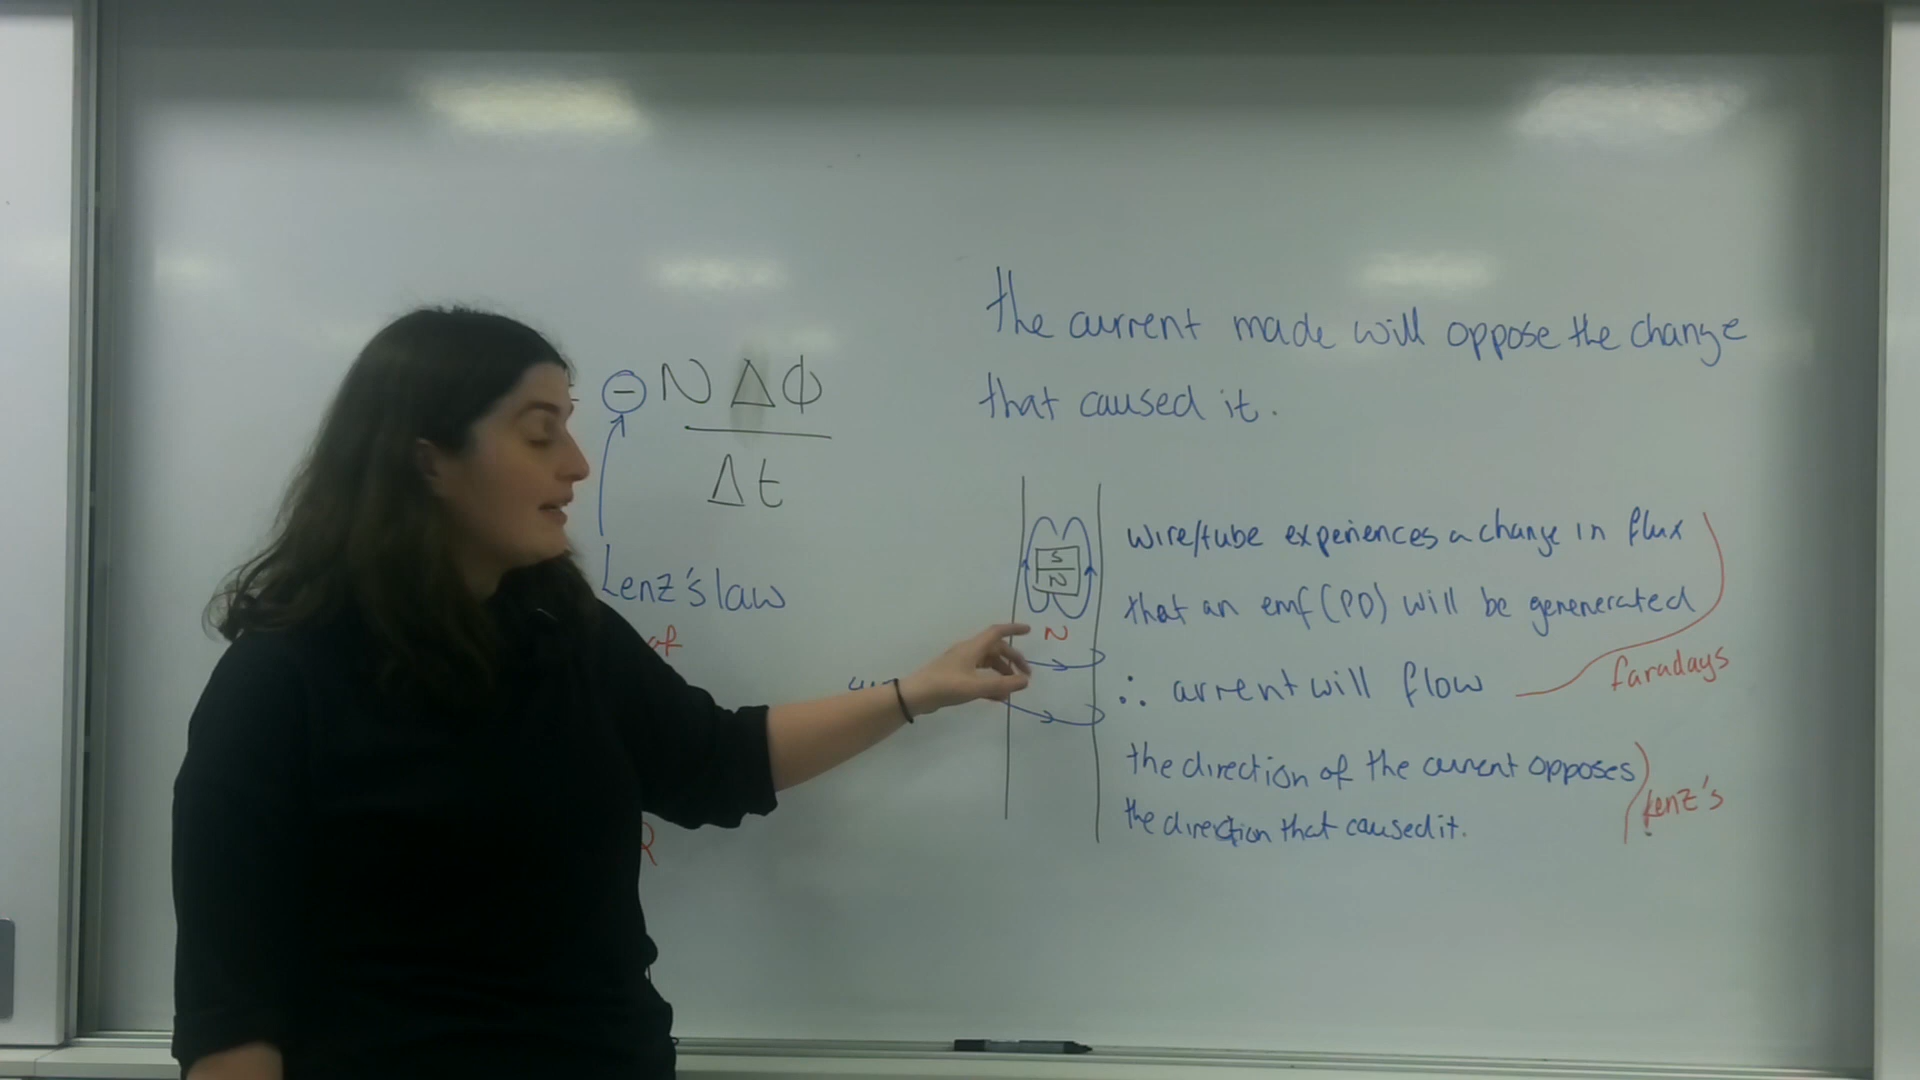 ⊖ N Δϕ
Δt
Lenz's law
of
R
the current made will oppose the change
that caused it.
S
N
N
wire/tube experiences a change in flux
that an emf (PD) will be genenerated
∴ current will flow
faradays
the direction of the current opposes
the direction that caused it.
Lenz's